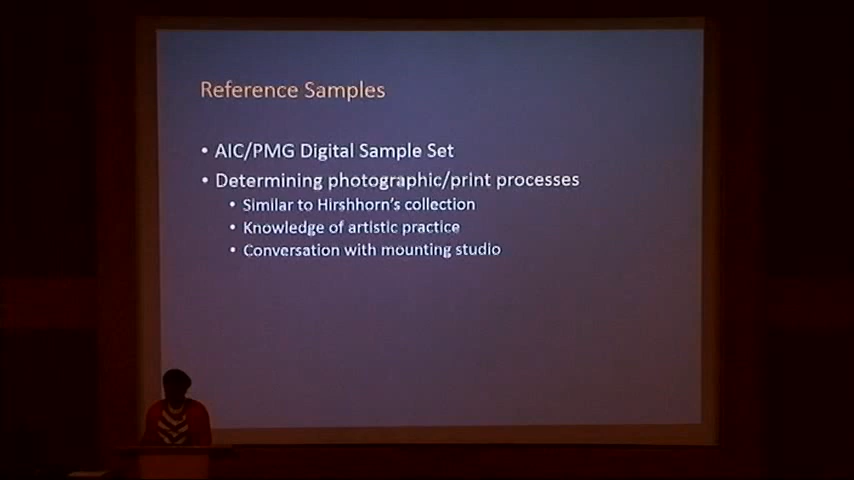 Reference Samples
• AIC/PMG Digital Sample Set
• Determining photographic/print processes
• Similar to Hirshhorn's collection
• Knowledge of artistic practice
• Conversation with mounting studio